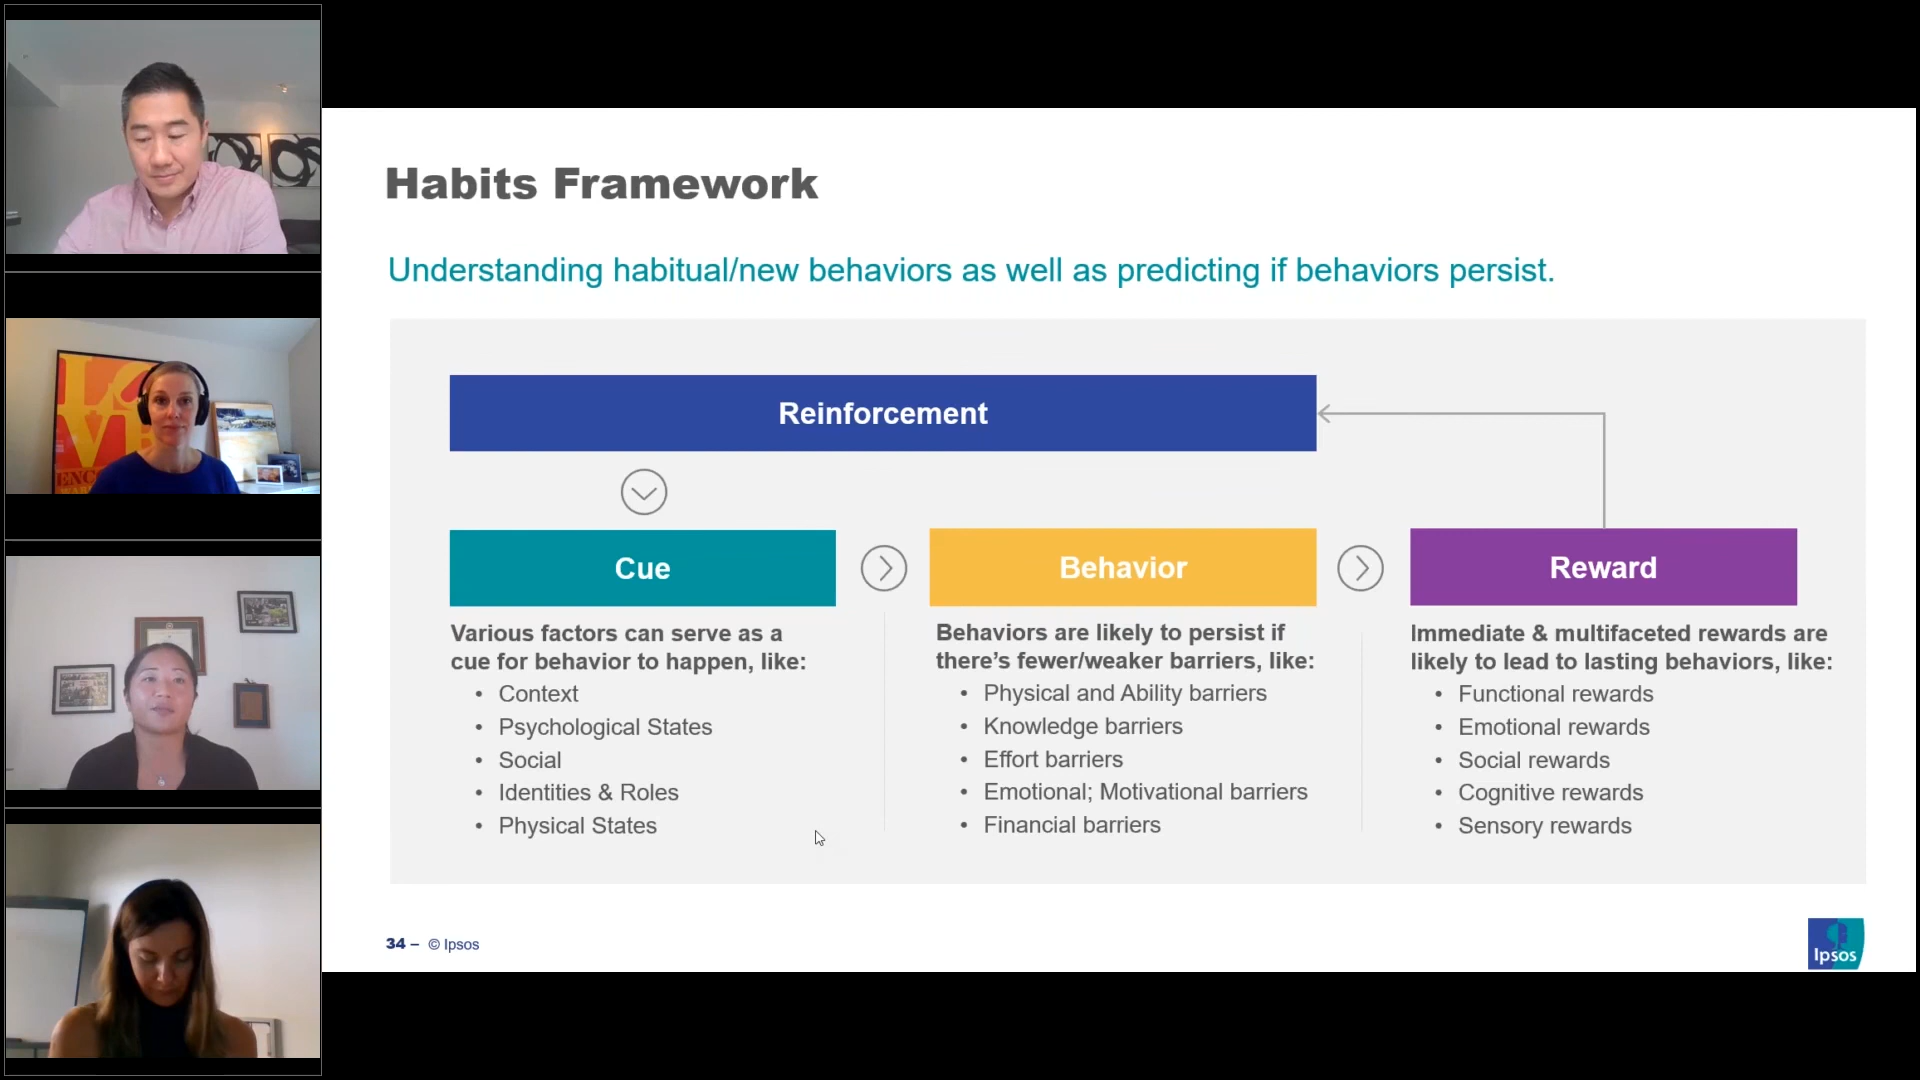 Habits Framework
Understanding habitual/new behaviors as well as predicting if behaviors persist.
Reinforcement
Cue
Behavior
Reward
Various factors can serve as a
cue for behavior to happen, like:
• Context
• Psychological States
• Social
• Identities & Roles
• Physical States
Behaviors are likely to persist if
there’s fewer/weaker barriers, like:
• Physical and Ability barriers
• Knowledge barriers
• Effort barriers
• Emotional; Motivational barriers
• Financial barriers
Immediate & multifaceted rewards are
likely to lead to lasting behaviors, like:
• Functional rewards
• Emotional rewards
• Social rewards
• Cognitive rewards
• Sensory rewards
34 – © Ipsos
Ipsos
LO
VE
ENC